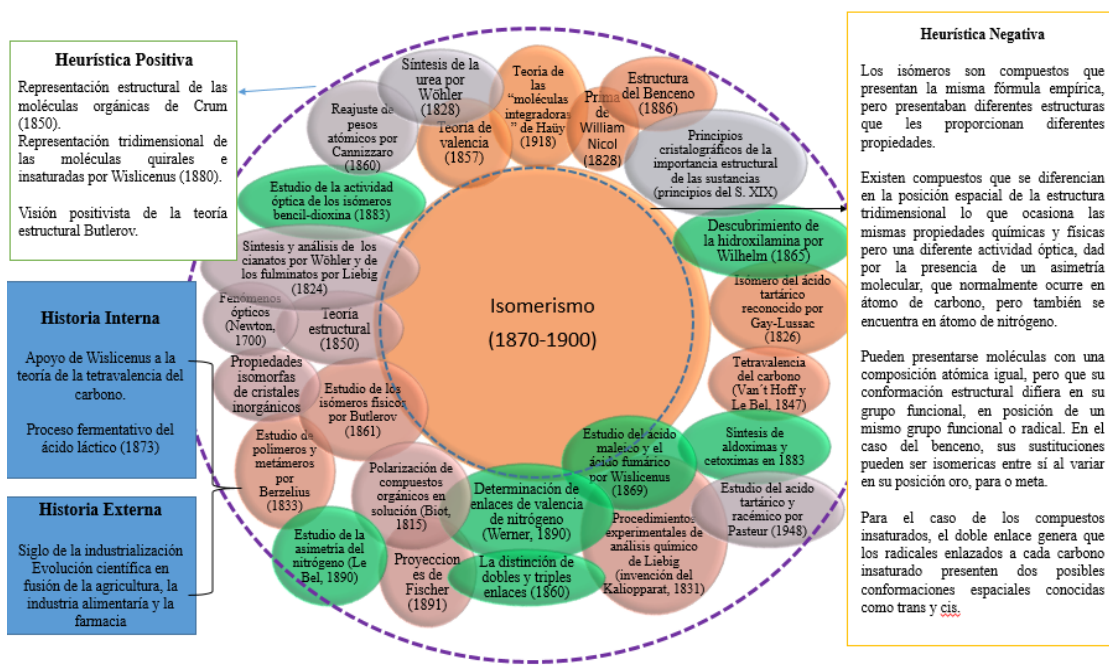 Heurística Positiva
Representación estructural de
las moléculas orgánicas de Crum
(1850).
Representación tridimensional de
las moléculas quirales e
insaturadas por Wislicenus (1880).
Visión positivista de la teoría
estructural Butlerov.
Historia Interna
Apoyo de Wislicenus a la
teoría de la tetravalencia del
carbono.
Proceso fermentativo del
ácido láctico (1873)
Historia Externa
Siglo de la industrialización
Evolución científica en
fusión de la agricultura, la
industria alimentaría y la
farmacia
Síntesis de la
urea por
Wöhler
(1828)
Teoría de
las
“moléculas
integradoras
” de Haüy
(1918)
Estructura
del Benceno
(1886)
Reajuste de
pesos
atómicos por
Cannizzaro
(1860)
Teoría de
valencia
(1857)
Prima
de
William
Nicol
(1828)
Principios
cristalográficos de
la importancia
estructural
de las sustancias
(principios del S. XIX)
Estudio de la actividad
óptica de los isómeros
bencil-dioxina (1883)
Descubrimiento de
la hidroxilamina por
Wilhelm (1865)
Síntesis y análisis de los
cianatos por Wöhler y de
los fulminatos por Liebig
(1824)
Isómero del ácido
tartárico
reconocido por
Gay-Lussac
(1826)
Fenómenos
ópticos
(Newton,
1700)
Teoría
estructural
(1850)
Isomerismo
(1870-1900)
Propiedades
isomorfas
de cristales
inorgánicos
Estudio de los
isómeros físicos
por Butlerov
(1861)
Tetravalencia
del carbono
(Van´t Hoff y
Le Bel, 1847)
Estudio de
polímeros y
metámeros
por
Berzelius
(1833)
Polarización de
compuestos
orgánicos en
solución (Biot,
1815)
Estudio del ácido
maleico y el
ácido fumárico
por Wislicenus
(1869)
Síntesis de
aldoximas y
cetoximas en 1883
Determinación de
enlaces de valencia
de nitrógeno
(Werner, 1890)
Procedimientos
experimentales de
análisis químico
de Liebig
(invención del
Kaliopparat, 1831)
Estudio del acido
tartárico y
racémico por
Pasteur (1948)
Estudio de la
asimetría del
nitrógeno (Le
Bel, 1890)
Proyeccion
es de
Fischer
(1891)
La distinción de
dobles y triples
enlaces (1860)
Heurística Negativa
Los isómeros son compuestos que
presentan la misma fórmula empírica,
pero presentaban diferentes estructuras
que les proporcionan diferentes
propiedades.
Existen compuestos que se diferencian
en la posición espacial de la estructura
tridimensional lo que ocasiona las
mismas propiedades químicas y físicas
pero una diferente actividad óptica, dad
por la presencia de un asimetría
molecular, que normalmente ocurre en
átomo de carbono, pero también se
encuentra en átomo de nitrógeno.
Pueden presentarse moléculas con una
composición atómica igual, pero que su
conformación estructural difiera en su
grupo funcional, en posición de un
mismo grupo funcional o radical. En el
caso del benceno, sus sustituciones
pueden ser isomericas entre sí al variar
en su posición oro, para o meta.
Para el caso de los compuestos
insaturados, el doble enlace genera que
los radicales enlazados a cada carbono
insaturado presenten dos posibles
conformaciones espaciales conocidas
como trans y cis.